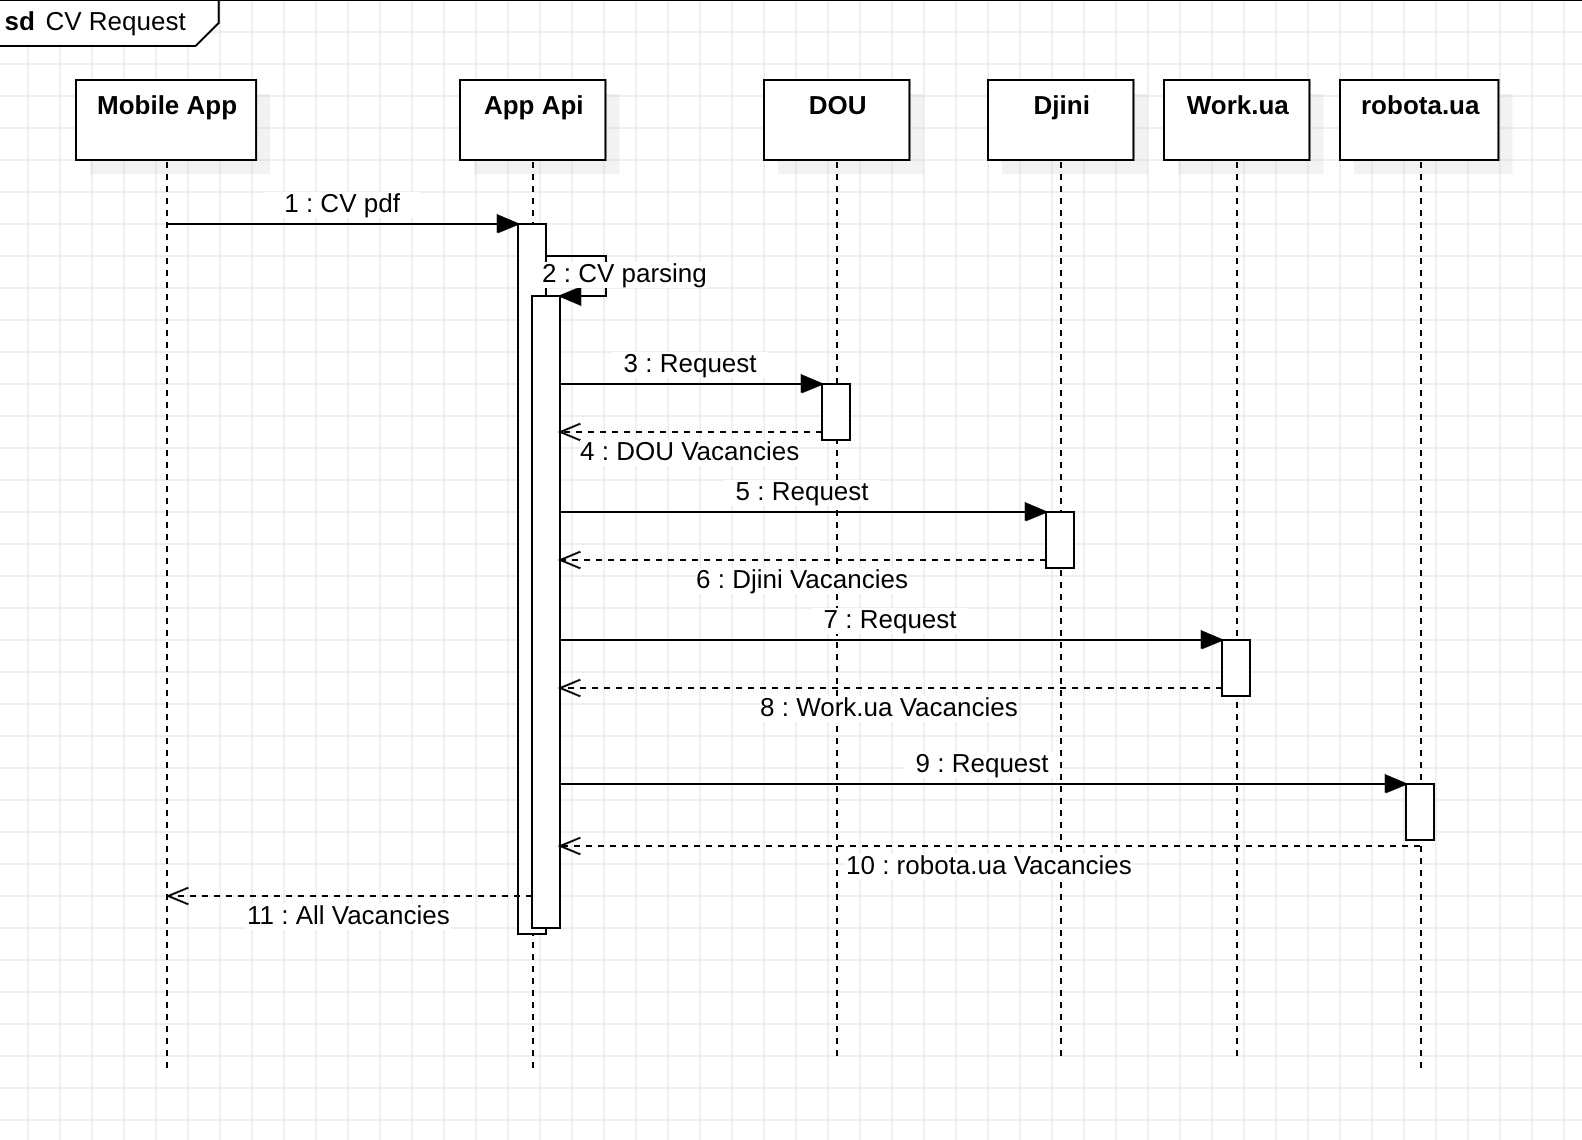 sd CV Request
Mobile App
App Api
DOU
Djini
Work.ua
robota.ua
1 : CV pdf
2 : CV parsing
3 : Request
4 : DOU Vacancies
5 : Request
6 : Djini Vacancies
7 : Request
8 : Work.ua Vacancies
9 : Request
10 : robota.ua Vacancies
11 : All Vacancies